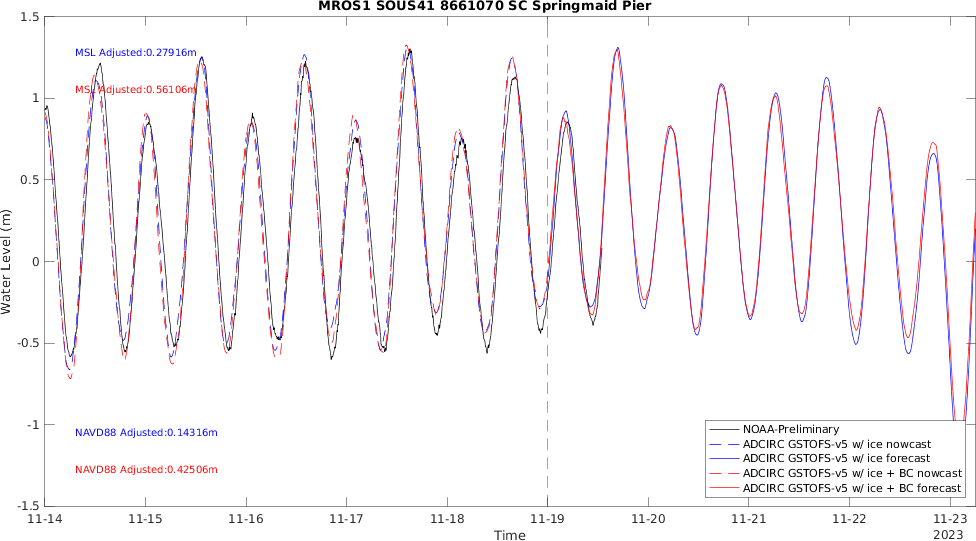 MROS1 SOUS41 8661070 SC Springmaid Pier
1.5
1
0.5
0
-0.5
-1
-1.5
Water Level (m)
MSL Adjusted:0.27916m
MSL Adjusted:0.56106m
NAVD88 Adjusted:0.14316m
NAVD88 Adjusted:0.42506m
NOAA-Preliminary
ADCIRC GSTOFS-v5 w/ ice nowcast
ADCIRC GSTOFS-v5 w/ ice forecast
ADCIRC GSTOFS-v5 w/ ice + BC nowcast
ADCIRC GSTOFS-v5 w/ ice + BC forecast
11-14 11-15 11-16 11-17 11-18 11-19 11-20 11-21 11-22 11-23
2023
Time